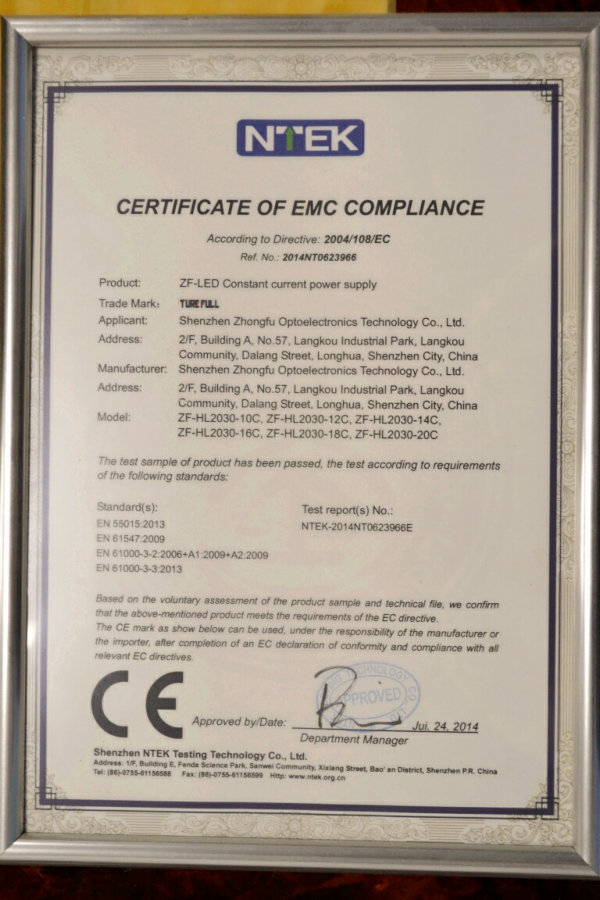 NTEK
CERTIFICATE OF EMC COMPLIANCE
According to Directive: 2004/108/EC
Ref. No.: 2014NT0623966
Product: ZF-LED Constant current power supply
Trade Mark: TUREFULL
Applicant: Shenzhen Zhongfu Optoelectronics Technology Co., Ltd.
Address: 2/F, Building A, No.57, Langkou Industrial Park, Langkou
Community, Dalang Street, Longhua, Shenzhen City, China
Manufacturer: Shenzhen Zhongfu Optoelectronics Technology Co., Ltd.
Address: 2/F, Building A, No.57, Langkou Industrial Park, Langkou
Community, Dalang Street, Longhua, Shenzhen City, China
Model: ZF-HL2030-10C, ZF-HL2030-12C, ZF-HL2030-14C,
ZF-HL2030-16C, ZF-HL2030-18C, ZF-HL2030-20C
The test sample of product has been passed, the test according to requirements
of the following standards:
Standard(s): Test report(s) No.:
EN 55015:2013 NTEK-2014NT0623966E
EN 61547:2009
EN 61000-3-2:2006+A1:2009+A2:2009
EN 61000-3-3:2013
Based on the voluntary assessment of the product sample and technical file, we confirm
that the above-mentioned product meets the requirements of the EC directive.
The CE mark as show below can be used, under the responsibility of the manufacturer or
the importer, after completion of an EC declaration of conformity and compliance with all
relevant EC directives.
CE
TECHNOLOGY CO
APPROVED
Approved by/Date: Jui. 24, 2014
Department Manager
Shenzhen NTEK Testing Technology Co., Ltd.
Address: 1/F, Building E, Fenda Science Park, Sanwei Community, Xixiang Street, Bao' an District, Shenzhen P.R. China
Tel: (86)-0755-61156588 Fax: (86)-0755-61156599 Http: www.ntek.org.cn